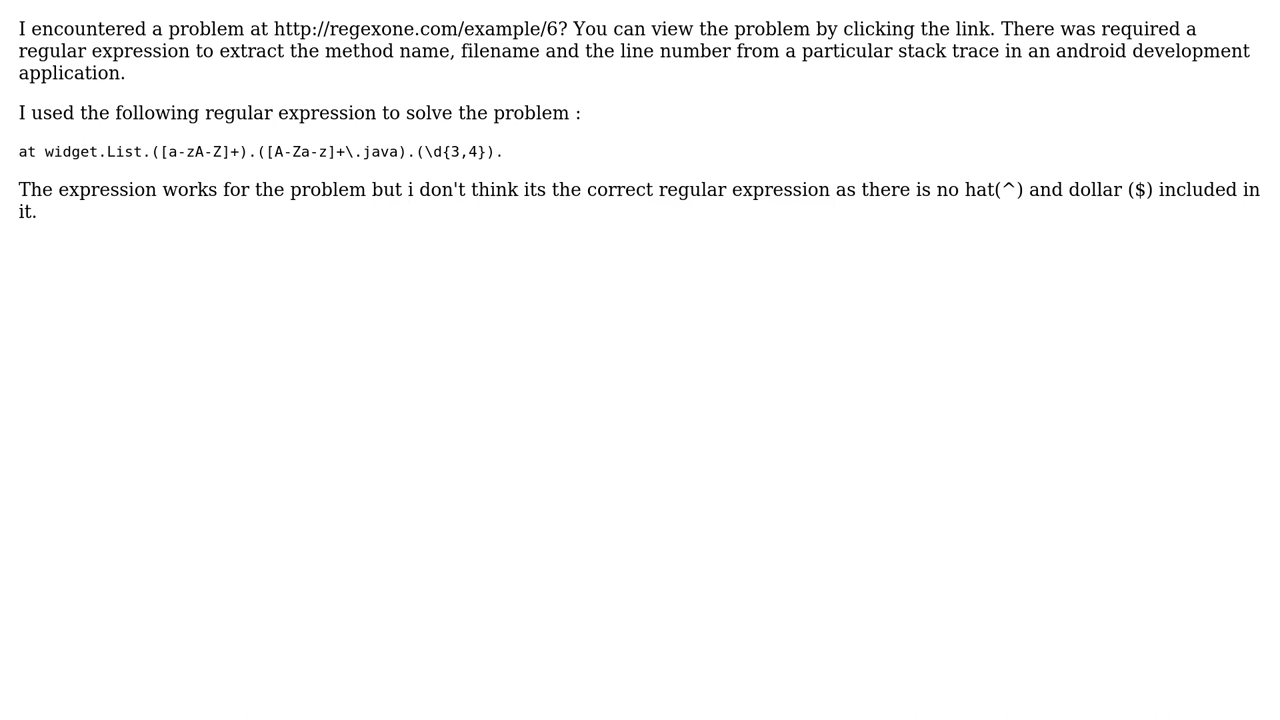 I encountered a problem at http://regexone.com/example/6? You can view the problem by clicking the link. There was required a
regular expression to extract the method name, filename and the line number from a particular stack trace in an android development
application.
I used the following regular expression to solve the problem :
at widget.List.([a-zA-Z]+).([A-Za-z]+\.java).(\d{3,4}).
The expression works for the problem but i don't think its the correct regular expression as there is no hat(^) and dollar ($) included in
it.